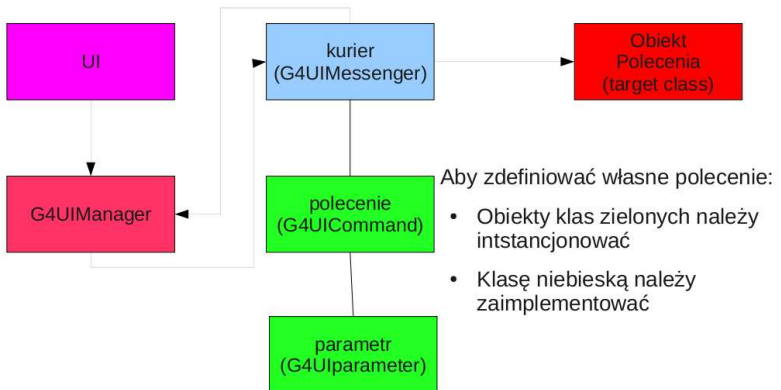 UI
kurier
(G4UIMessenger)
Obiekt
Polecenia
(target class)
G4UIManager
polecenie
(G4UICommand)
parametr
(G4UIparameter)
Aby zdefiniować własne polecenie:
• Obiekty klas zielonych należy
intstancjonować
• Klasę niebieską należy
zaimplementować